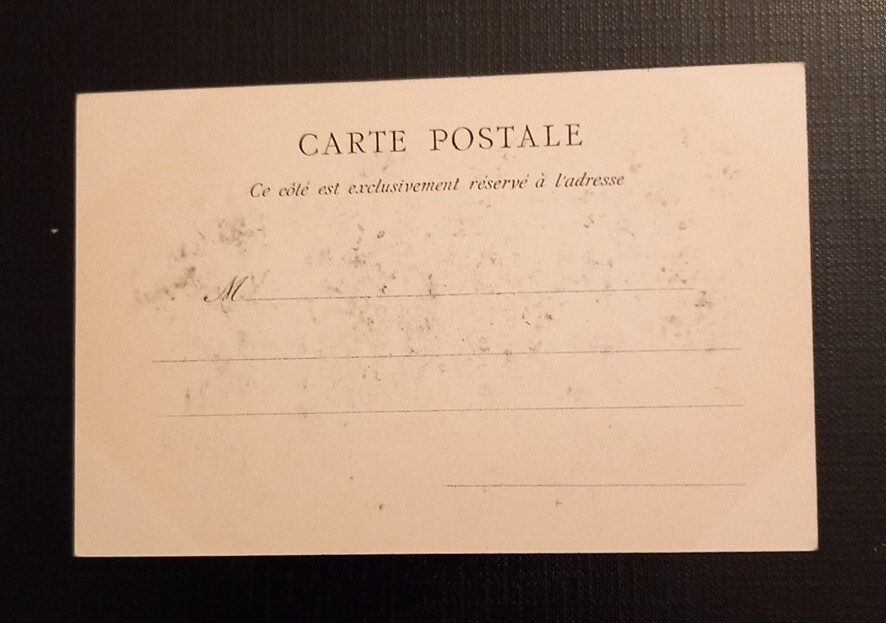 CARTE POSTALE
Ce côté est exclusivement réservé à l'adresse
M